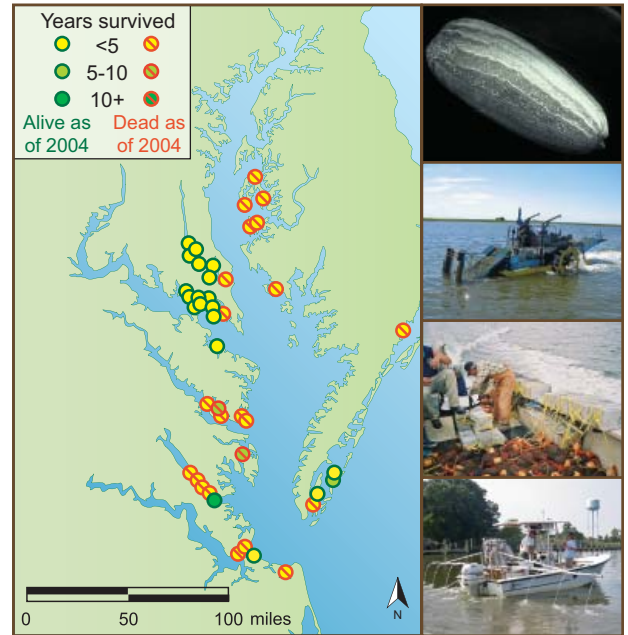 Years survived
<5
5-10
10+
Alive as Dead as
of 2004 of 2004
N
0 50 100 miles